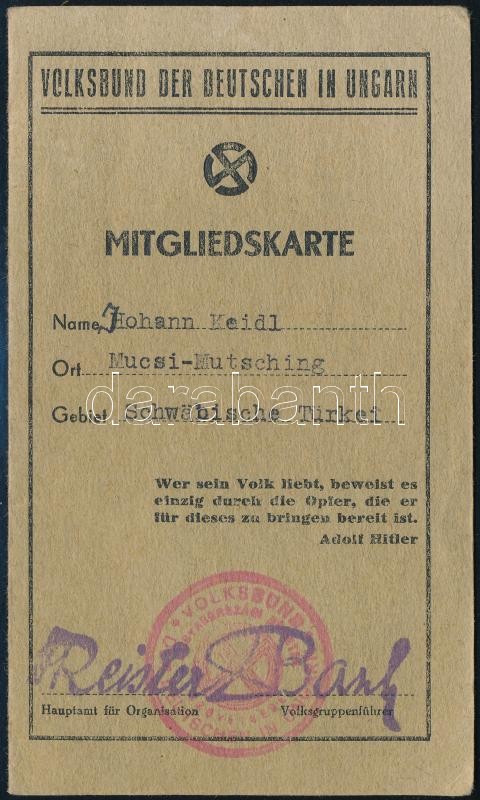 VOLKSBUND DER DEUTSCHEN IN UNGARN
MITGLIEDSKARTE
Name, Johann Keidl
Ort Mucsi-Mutsching
darabanth
Gebiet Schwäbische Türkei
Wer sein Volk liebt, beweist es
einzig durch die Opfer, die er
für dieses zu bringen bereit ist.
Adolf Hitler
VOLKSBUND
Hauptamt für Organisation Volksgruppenführer